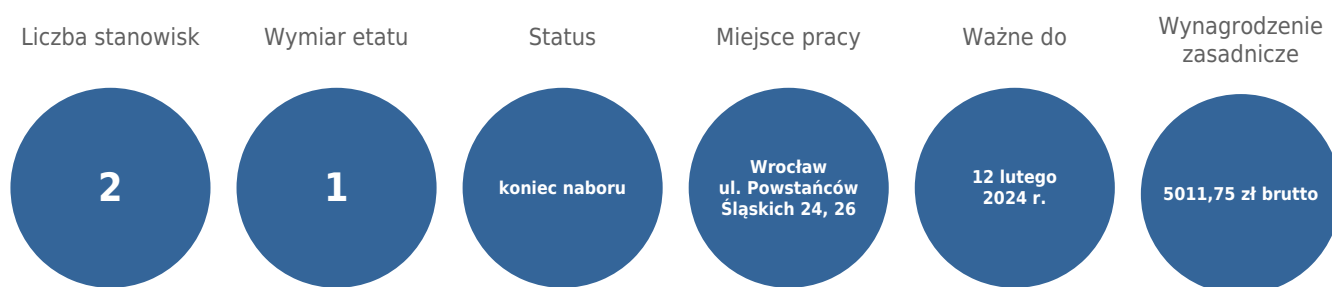 Liczba stanowisk
2
Wymiar etatu
1
Status
koniec naboru
Miejsce pracy
Wrocław
ul. Powstańców
Śląskich 24, 26
Ważne do
12 lutego
2024 r.
Wynagrodzenie
zasadnicze
5011,75 zł brutto